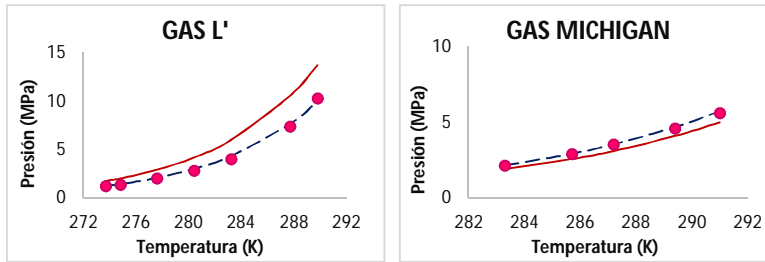 GAS L'
Presión (MPa)
15
10
5
0
272 276 280 284 288 292
Temperatura (K)
GAS MICHIGAN
Presión (MPa)
10
5
0
282 284 286 288 290 292
Temperatura (K)